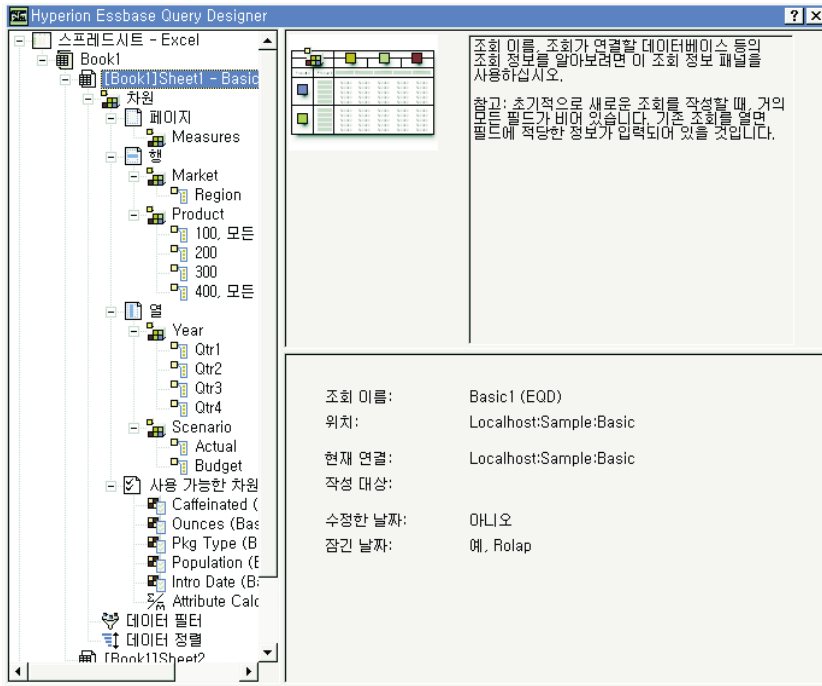 Hyperion Essbase Query Designer
스프레드시트 - Excel
Book1
[Book1]Sheet1 - Basic
차원
페이지
Measures
행
Market
Region
Product
100, 모든
200
300
400, 모든
열
Year
Qtr1
Qtr2
Qtr3
Qtr4
Scenario
Actual
Budget
사용 가능한 차원
Caffeinated (
Ounces (Bas
Pkg Type (B
Population (E
Intro Date (Ba
Attribute Calc
데이터 필터
데이터 정렬
[Book1]Sheet2
조회 이름, 조회가 연결할 데이터베이스 등의
조회 정보를 알아보려면 이 조회 정보 패널을
사용하십시오.
참고: 초기적으로 새로운 조회를 작성할 때, 거의
모든 필드가 비어 있습니다. 기존 조회를 열면
필드에 적당한 정보가 입력되어 있을 것입니다.
조회 이름: Basic1 (EQD)
위치: Localhost:Sample:Basic
현재 연결: Localhost:Sample:Basic
작성 대상:
수정한 날짜: 아니오
잠긴 날짜: 예, Rolap